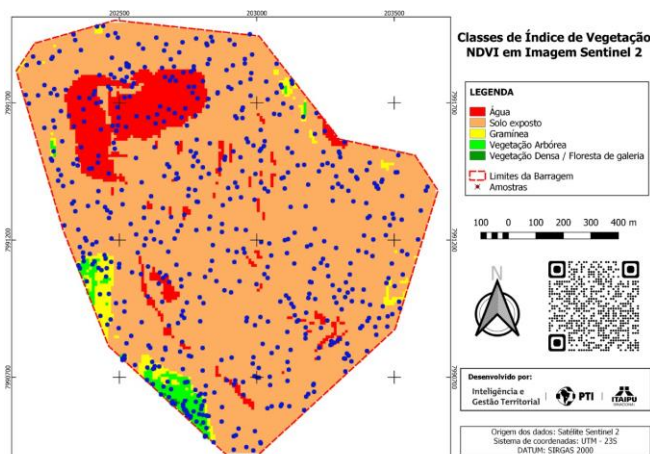 202500 203000 203500
7991700 7991700
7991200 7991200
7990700 7990700
Classes de Índice de Vegetação
NDVI em Imagem Sentinel 2
LEGENDA
Água
Solo exposto
Gramínea
Vegetação Arbórea
Vegetação Densa / Floresta de galeria
Limites da Barragem
Amostras
100 0 100 200 300 400 m
N
Desenvolvido por:
Inteligência e
Gestão Territorial
PTI
ITAIPU
Origem dos dados: Satélite Sentinel 2
Sistema de coordenadas: UTM - 23S
DATUM: SIRGAS 2000